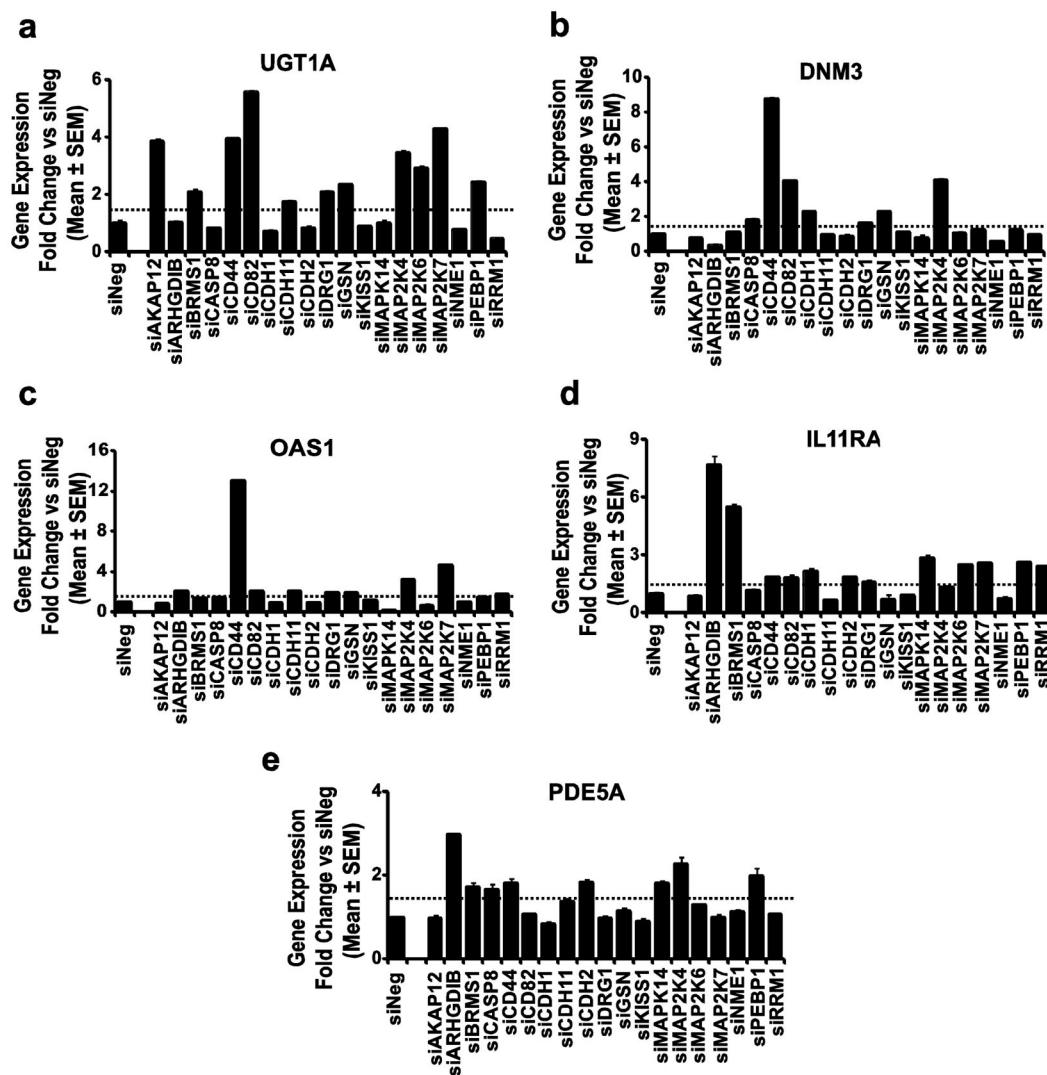 a
UGT1A
Gene Expression
Fold Change vs siNeg
(Mean ± SEM)
6
4
2
0
siNeg
siAKAP12
siARHGDIB
siBRMS1
siCASP8
siCD44
siCD82
siCDH1
siCDH11
siCDH2
siDRG1
siGSN
siKISS1
siMAPK14
siMAP2K4
siMAP2K6
siMAP2K7
siNME1
siPEBP1
siRRM1
b
DNM3
Gene Expression
Fold Change vs siNeg
(Mean ± SEM)
10
8
6
4
2
0
siNeg
siAKAP12
siARHGDIB
siBRMS1
siCASP8
siCD44
siCD82
siCDH1
siCDH11
siCDH2
siDRG1
siGSN
siKISS1
siMAPK14
siMAP2K4
siMAP2K6
siMAP2K7
siNME1
siPEBP1
siRRM1
c
OAS1
Gene Expression
Fold Change vs siNeg
(Mean ± SEM)
16
12
8
4
0
siNeg
siAKAP12
siARHGDIB
siBRMS1
siCASP8
siCD44
siCD82
siCDH1
siCDH11
siCDH2
siDRG1
siGSN
siKISS1
siMAPK14
siMAP2K4
siMAP2K6
siMAP2K7
siNME1
siPEBP1
siRRM1
d
IL11RA
Gene Expression
Fold Change vs siNeg
(Mean ± SEM)
9
6
3
0
siNeg
siAKAP12
siARHGDIB
siBRMS1
siCASP8
siCD44
siCD82
siCDH1
siCDH11
siCDH2
siDRG1
siGSN
siKISS1
siMAPK14
siMAP2K4
siMAP2K6
siMAP2K7
siNME1
siPEBP1
siRRM1
e
PDE5A
Gene Expression
Fold Change vs siNeg
(Mean ± SEM)
4
2
0
siNeg
siAKAP12
siARHGDIB
siBRMS1
siCASP8
siCD44
siCD82
siCDH1
siCDH11
siCDH2
siDRG1
siGSN
siKISS1
siMAPK14
siMAP2K4
siMAP2K6
siMAP2K7
siNME1
siPEBP1
siRRM1